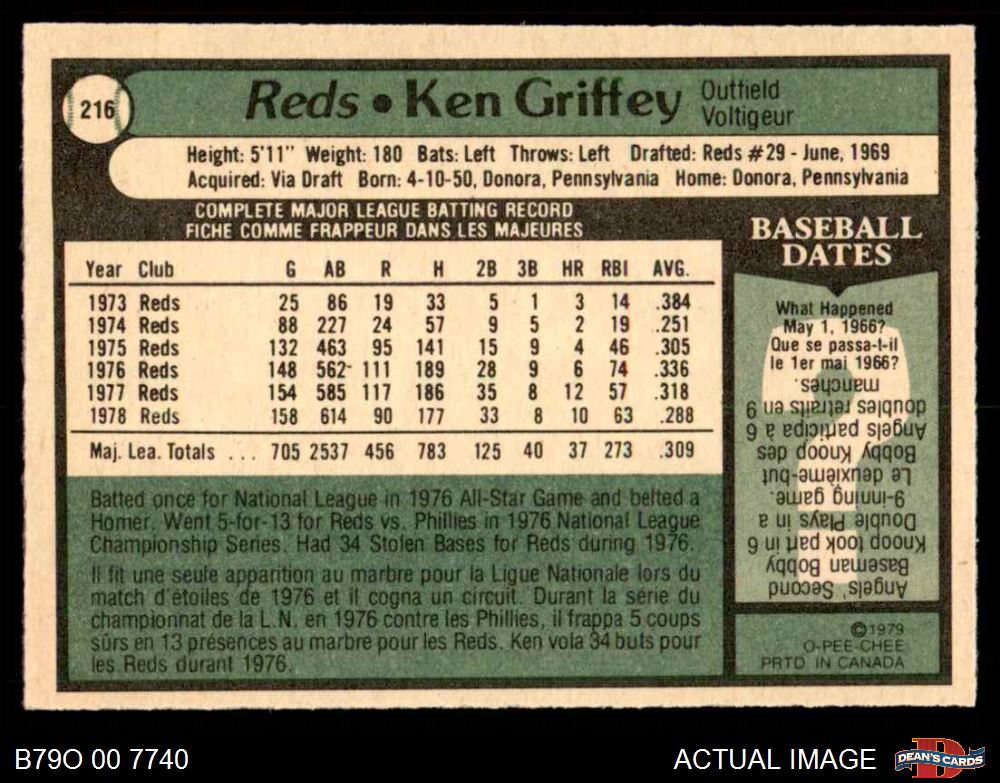 216
Reds • Ken Griffey Outfield
Voltigeur
Height: 5'11" Weight: 180 Bats: Left Throws: Left Drafted: Reds #29 - June, 1969
Acquired: Via Draft Born: 4-10-50, Donora, Pennsylvania Home: Donora, Pennsylvania
COMPLETE MAJOR LEAGUE BATTING RECORD
FICHE COMME FRAPPEUR DANS LES MAJEURES
Year Club G AB R H 2B 3B HR RBI AVG.
1973 Reds 25 86 19 33 5 1 3 14 .384
1974 Reds 88 227 24 57 9 5 2 19 .251
1975 Reds 132 463 95 141 15 9 4 46 .305
1976 Reds 148 562 111 189 28 9 6 74 .336
1977 Reds 154 585 117 186 35 8 12 57 .318
1978 Reds 158 614 90 177 33 8 10 63 .288
Maj. Lea. Totals ... 705 2537 456 783 125 40 37 273 .309
Batted once for National League in 1976 All-Star Game and belted a
Homer. Went 5-for-13 for Reds vs. Phillies in 1976 National League
Championship Series. Had 34 Stolen Bases for Reds during 1976.
Il fit une seule apparition au marbre pour la Ligue Nationale lors du
match d'étoiles de 1976 et il cogna un circuit. Durant la série du
championnat de la L.N. en 1976 contre les Phillies, il frappa 5 coups
sûrs en 13 présences au marbre pour les Reds. Ken vola 34 buts pour
les Reds durant 1976.
BASEBALL
DATES
What Happened
May 1, 1966?
Que se passa-t-il
le 1er mai 1966?
Angels' Second
Baseman Bobby
Knoop took part in 6
Double Plays in a
9-inning game.
Le deuxième-but
Bobby Knoop des
Angels participa à 6
doubles retraits en 9
manches.
©1979
O-PEE-CHEE
PRTD IN CANADA
B79O 00 7740
ACTUAL IMAGE
DEAN'S CARDS